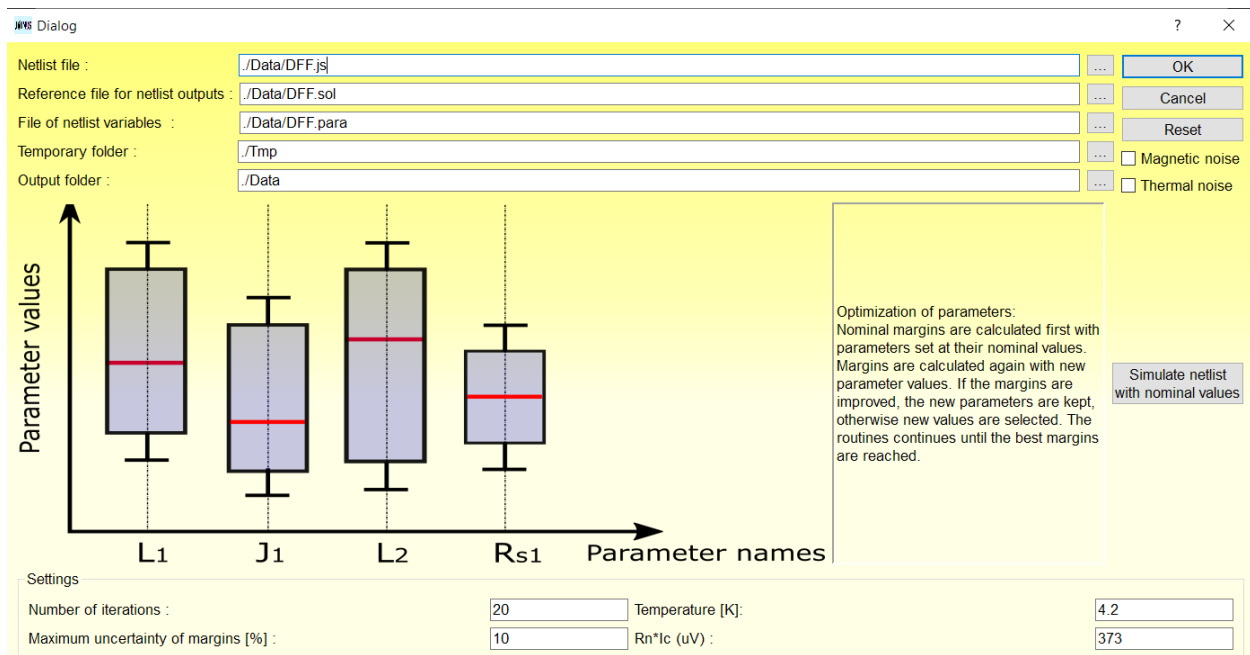 JAVIS Dialog ?
Netlist file : ./Data/DFF.js ... OK
Reference file for netlist outputs : ./Data/DFF.sol ... Cancel
File of netlist variables : ./Data/DFF.para ... Reset
Temporary folder : ./Tmp ... Magnetic noise
Output folder : ./Data ... Thermal noise
Parameter values
Optimization of parameters:
Nominal margins are calculated first with
parameters set at their nominal values.
Margins are calculated again with new
parameter values. If the margins are
improved, the new parameters are kept,
otherwise new values are selected. The
routines continues until the best margins
are reached.
Simulate netlist
with nominal values
L1 J1 L2 Rs1 Parameter names
Settings
Number of iterations : 20 Temperature [K]: 4.2
Maximum uncertainty of margins [%] : 10 Rn*Ic (uV) : 373